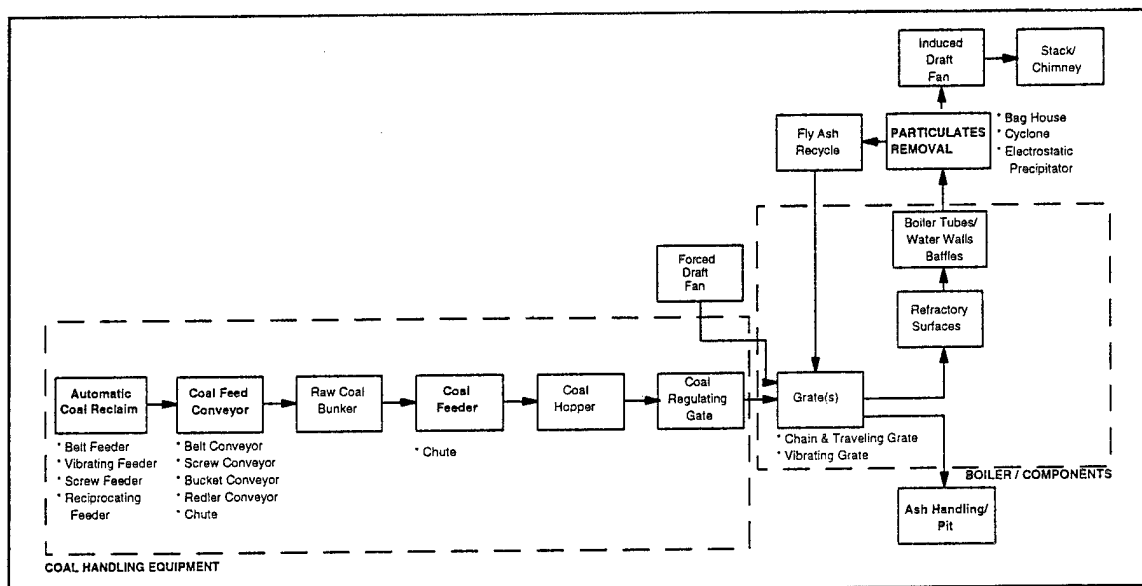 Induced
Draft
Fan
Stack/
Chimney
Fly Ash
Recycle
PARTICULATES
REMOVAL
* Bag House
* Cyclone
* Electrostatic
Precipitator
Boiler Tubes/
Water Walls
Baffles
Forced
Draft
Fan
Refractory
Surfaces
Automatic
Coal Reclaim
Coal Feed
Conveyor
Raw Coal
Bunker
Coal
Feeder
Coal
Hopper
Coal
Regulating
Gate
Grate(s)
* Belt Feeder
* Vibrating Feeder
* Screw Feeder
* Reciprocating
Feeder
* Belt Conveyor
* Screw Conveyor
* Bucket Conveyor
* Redler Conveyor
* Chute
* Chute
* Chain & Traveling Grate
* Vibrating Grate
BOILER / COMPONENTS
Ash Handling/
Pit
COAL HANDLING EQUIPMENT